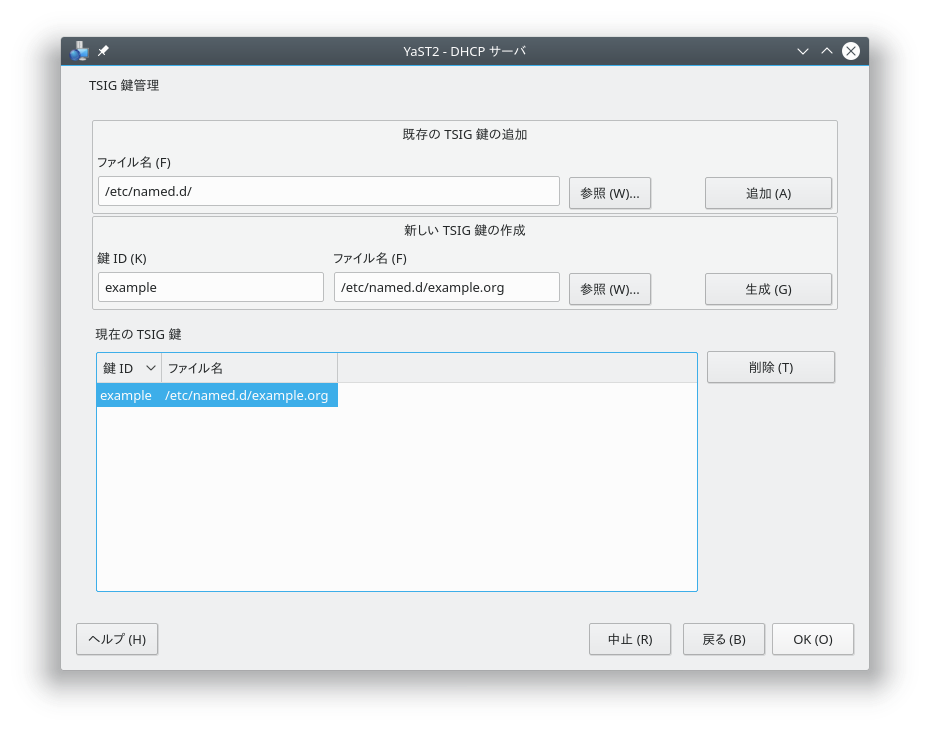 YaST2 - DHCP サーバ
TSIG 鍵管理
既存の TSIG 鍵の追加
ファイル名 (F)
/etc/named.d/
参照 (W)...
追加 (A)
新しい TSIG 鍵の作成
鍵 ID (K)
ファイル名 (F)
example
/etc/named.d/example.org
参照 (W)...
生成 (G)
現在の TSIG 鍵
鍵 ID
ファイル名
削除 (T)
example
/etc/named.d/example.org
ヘルプ (H)
中止 (R)
戻る (B)
OK (O)